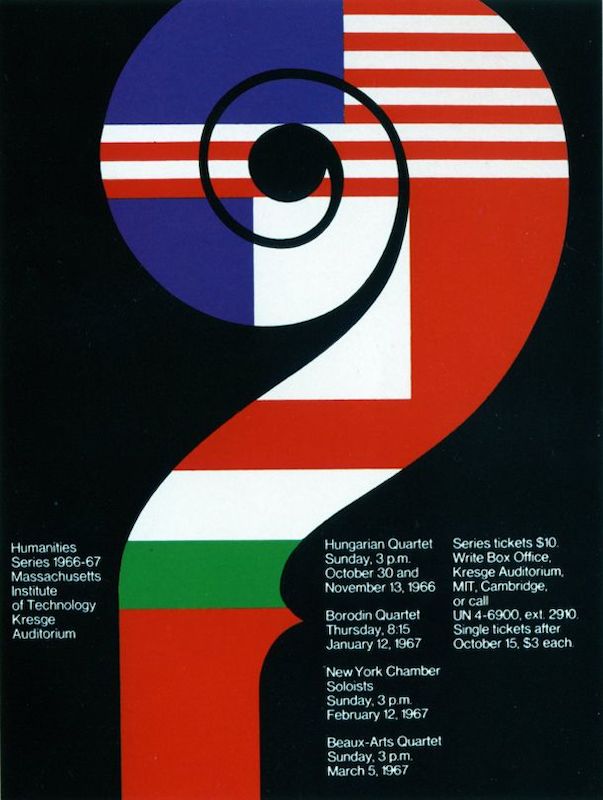 Humanities
Series 1966-67
Massachusetts
Institute
of Technology
Kresge
Auditorium
Hungarian Quartet
Sunday, 3 p.m.
October 30 and
November 13, 1966
Borodin Quartet
Thursday, 8:15
January 12, 1967
New York Chamber
Soloists
Sunday, 3 p.m.
February 12, 1967
Beaux-Arts Quartet
Sunday, 3 p.m.
March 5, 1967
Series tickets $10.
Write Box Office,
Kresge Auditorium,
MIT, Cambridge,
or call
UN 4-6900, ext. 2910.
Single tickets after
October 15, $3 each.